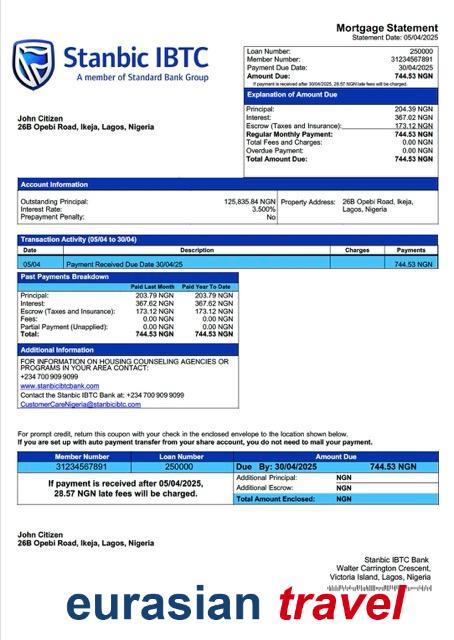 Mortgage Statement
Statement Date: 05/04/2025
Stanbic IBTC
A member of Standard Bank Group
Loan Number: 250000
Member Number: 31234567891
Payment Due Date: 30/04/2025
Amount Due: 744.53 NGN
If payment is received after 30/04/2025, 28.57 NGN late fees will be charged.
Explanation of Amount Due
Principal: 204.39 NGN
Interest: 367.02 NGN
Escrow (Taxes and Insurance): 173.12 NGN
Regular Monthly Payment: 744.53 NGN
Total Fees and Charges: 0.00 NGN
Overdue Payment: 0.00 NGN
Total Amount Due: 744.53 NGN
John Citizen
26B Opebi Road, Ikeja, Lagos, Nigeria
Account Information
Outstanding Principal: 125,835.84 NGN
Interest Rate: 3.500%
Prepayment Penalty: No
Property Address: 26B Opebi Road, Ikeja,
Lagos, Nigeria
Transaction Activity (05/04 to 30/04)
Date Description Charges Payments
05/04 Payment Received Due Date 30/04/25 744.53 NGN
Past Payments Breakdown
Paid Last Month Paid Year To Date
Principal: 203.79 NGN 203.79 NGN
Interest: 367.62 NGN 367.62 NGN
Escrow (Taxes and Insurance): 173.12 NGN 173.12 NGN
Fees: 0.00 NGN 0.00 NGN
Partial Payment (Unapplied): 0.00 NGN 0.00 NGN
Total: 744.53 NGN 744.53 NGN
Additional Information
FOR INFORMATION ON HOUSING COUNSELING AGENCIES OR
PROGRAMS IN YOUR AREA CONTACT:
+234 700 909 9099
www.stanbicibtcbank.com
Contact the Stanbic IBTC Bank at: +234 700 909 9099
CustomerCareNigeria@stanbicibtc.com
For prompt credit, return this coupon with your check in the enclosed envelope to the location shown below.
If you are set up with auto payment transfer from your share account, you do not need to mail your payment.
Member Number Loan Number Amount Due
31234567891 250000 Due By: 30/04/2025 744.53 NGN
If payment is received after 05/04/2025,
28.57 NGN late fees will be charged.
Additional Principal: NGN
Additional Escrow: NGN
Total Amount Enclosed: NGN
John Citizen
26B Opebi Road, Ikeja, Lagos, Nigeria
Stanbic IBTC Bank
Walter Carrington Crescent,
Victoria Island, Lagos, Nigeria
eurasian travel